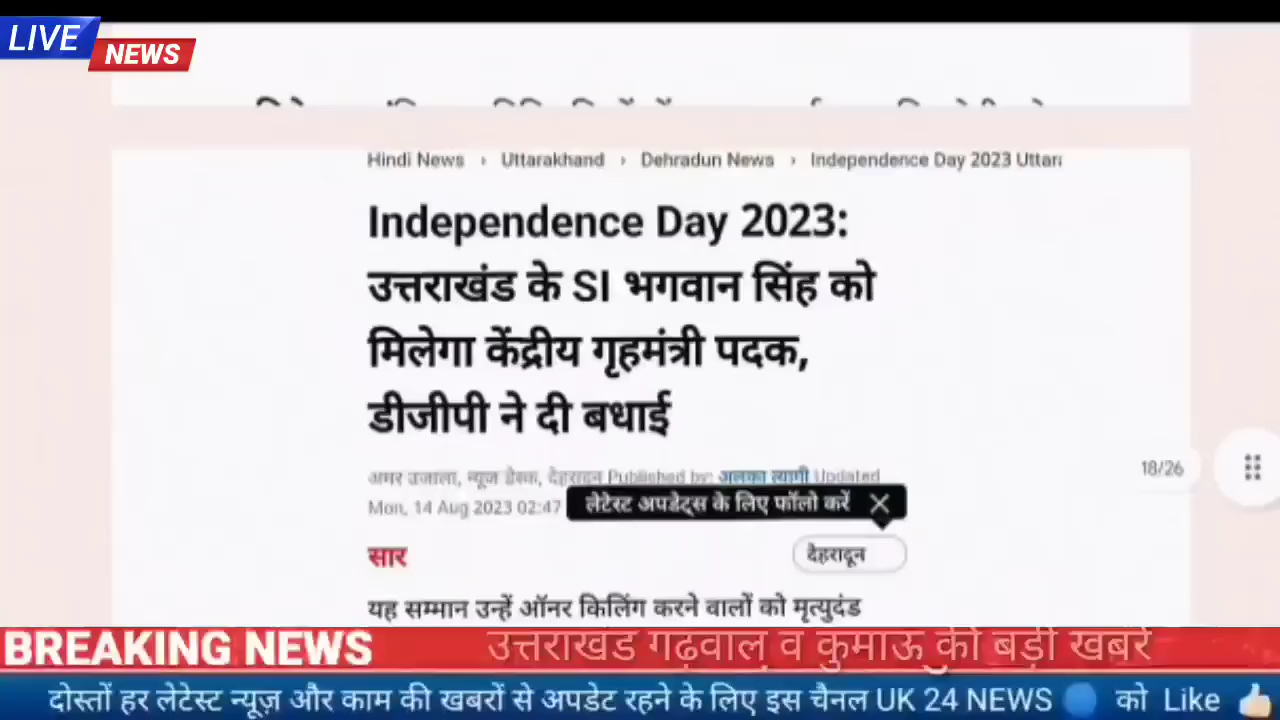 LIVE
NEWS
Hindi News › Uttarakhand › Dehradun News › Independence Day 2023 Uttar
Independence Day 2023:
उत्तराखंड के SI भगवान सिंह को
मिलेगा केंद्रीय गृहमंत्री पदक,
डीजीपी ने दी बधाई
अमर उजाला, न्यूज डेस्क, देहरादून Published by: अलका त्यागी Updated
Mon, 14 Aug 2023 02:47
लेटेस्ट अपडेट्स के लिए फॉलो करें
18/26
सार
देहरादून
यह सम्मान उन्हें ऑनर किलिंग करने वालों को मृत्युदंड
BREAKING NEWS उत्तराखंड गढ़वाल व कुमाऊ की बड़ी खबरें
दोस्तों हर लेटेस्ट न्यूज़ और काम की खबरों से अपडेट रहने के लिए इस चैनल UK 24 NEWS 🔵 को Like 👍